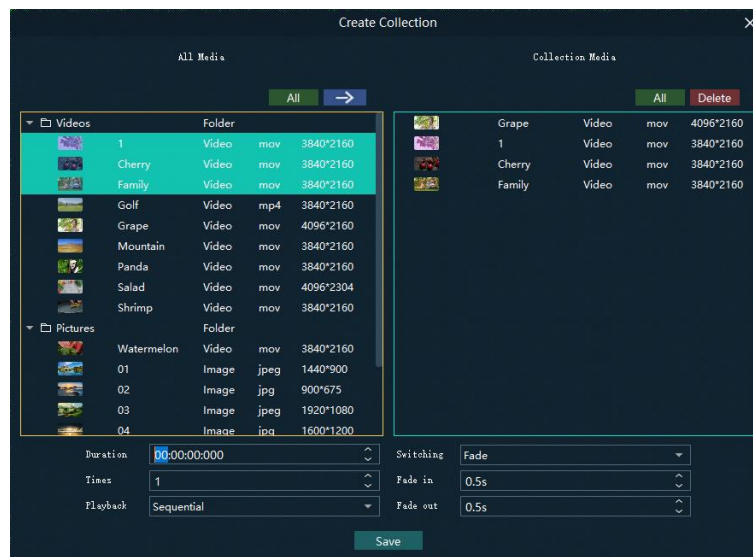 Create Collection
All Media
Collection Media
All
All Delete
Videos Folder
1 Video mov 3840*2160
Cherry Video mov 3840*2160
Family Video mov 3840*2160
Golf Video mp4 3840*2160
Grape Video mov 4096*2160
Mountain Video mov 3840*2160
Panda Video mov 3840*2160
Salad Video mov 4096*2304
Shrimp Video mov 3840*2160
Pictures Folder
Watermelon Video mov 3840*2160
01 Image jpeg 1440*900
02 Image jpg 900*675
03 Image jpeg 1920*1080
04 Image jpg 1600*1200
Grape Video mov 4096*2160
1 Video mov 3840*2160
Cherry Video mov 3840*2160
Family Video mov 3840*2160
Duration 00:00:00:000
Times 1
Playback Sequential
Switching Fade
Fade in 0.5s
Fade out 0.5s
Save